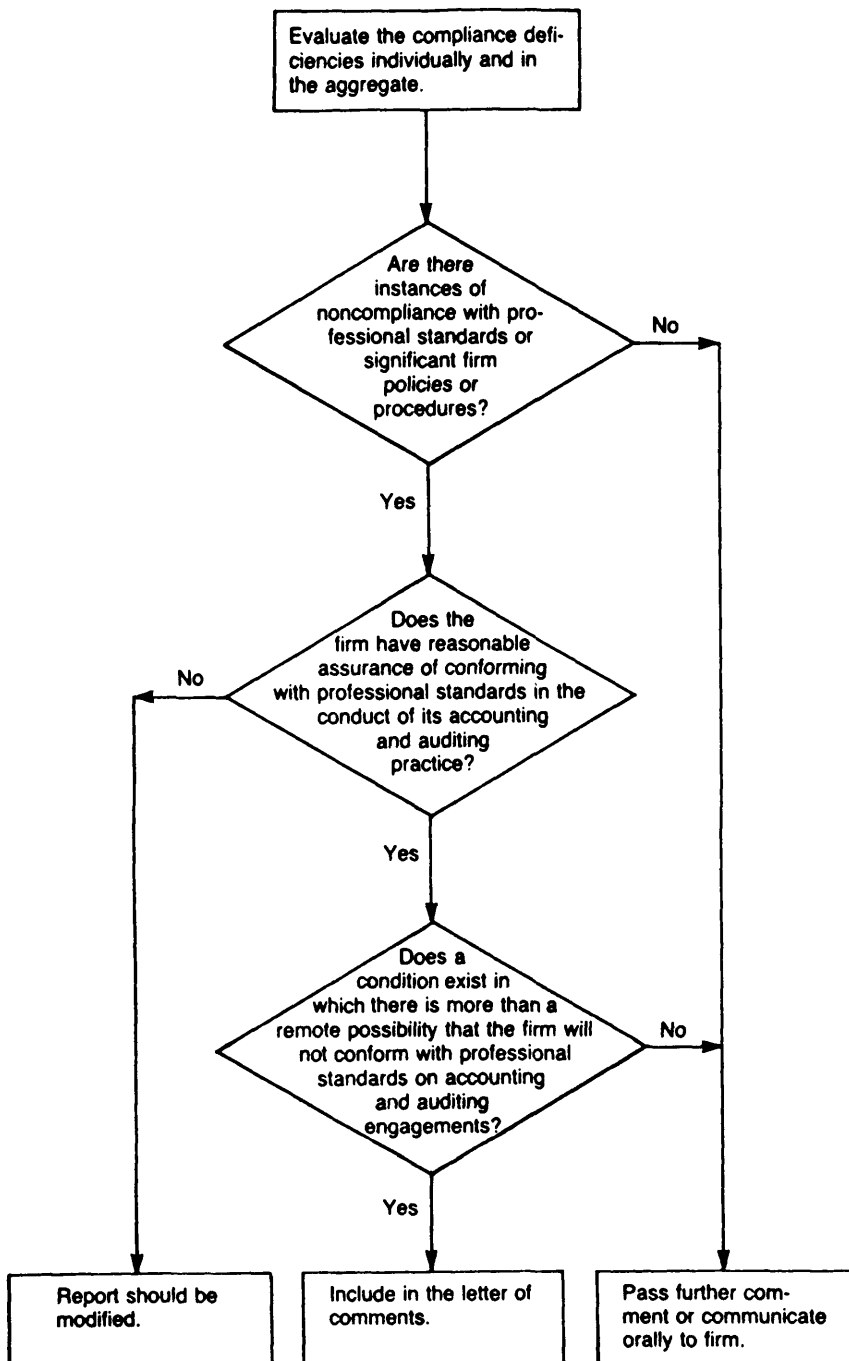 Evaluate the compliance defi-
ciencies individually and in
the aggregate.
Are there
instances of
noncompliance with pro-
fessional standards or
significant firm
policies or
procedures?
No
Yes
Does the
firm have reasonable
assurance of conforming
with professional standards in the
conduct of its accounting
and auditing
practice?
No
Yes
Does a
condition exist in
which there is more than a
remote possibility that the firm will
not conform with professional
standards on accounting
and auditing
engagements?
No
Yes
Report should be
modified.
Include in the letter of
comments.
Pass further com-
ment or communicate
orally to firm.